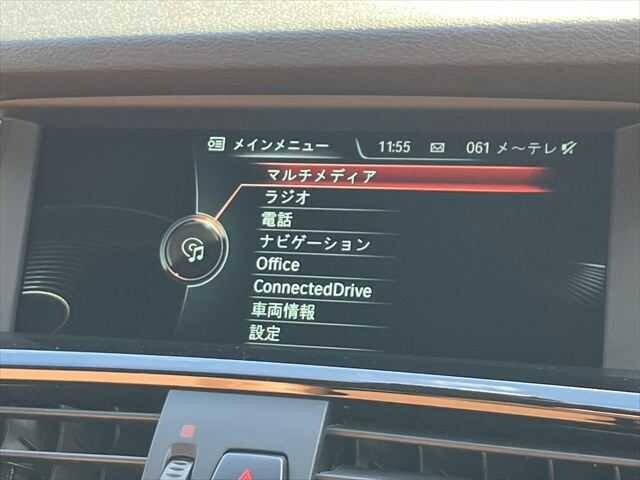 メインメニュー 11:55 061 メ～テレ
マルチメディア
ラジオ
電話
ナビゲーション
Office
ConnectedDrive
車両情報
設定